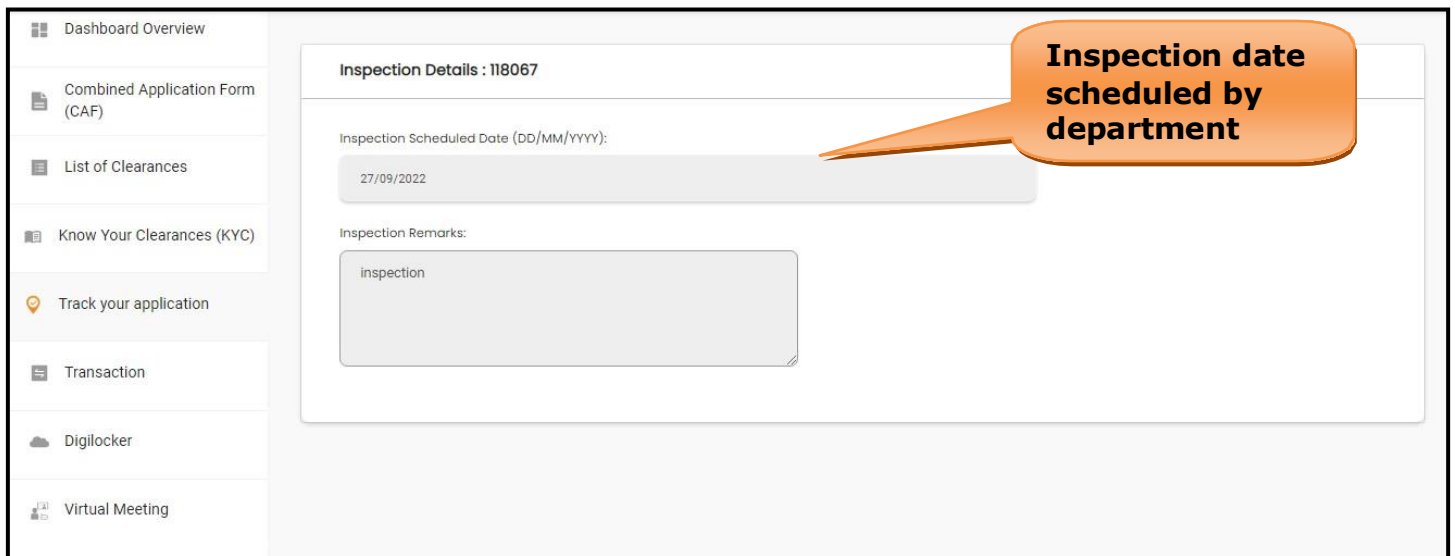 Dashboard Overview
Combined Application Form
(CAF)
List of Clearances
Know Your Clearances (KYC)
Track your application
Transaction
Digilocker
Virtual Meeting
Inspection Details : 118067
Inspection Scheduled Date (DD/MM/YYYY):
27/09/2022
Inspection Remarks:
inspection
Inspection date
scheduled by
department